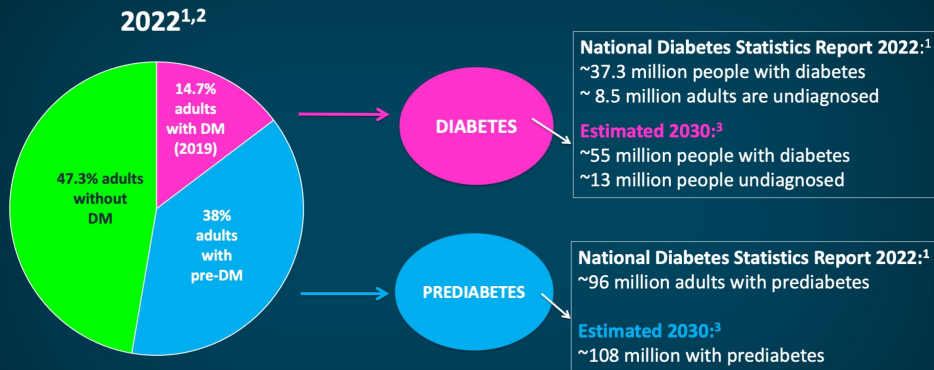 2022¹,²
14.7%
adults
with DM
(2019)
47.3% adults
without
DM
38%
adults
with
pre-DM
DIABETES
National Diabetes Statistics Report 2022:¹
~37.3 million people with diabetes
~ 8.5 million adults are undiagnosed
Estimated 2030:³
~55 million people with diabetes
~13 million people undiagnosed
PREDIABETES
National Diabetes Statistics Report 2022:¹
~96 million adults with prediabetes
Estimated 2030:³
~108 million with prediabetes